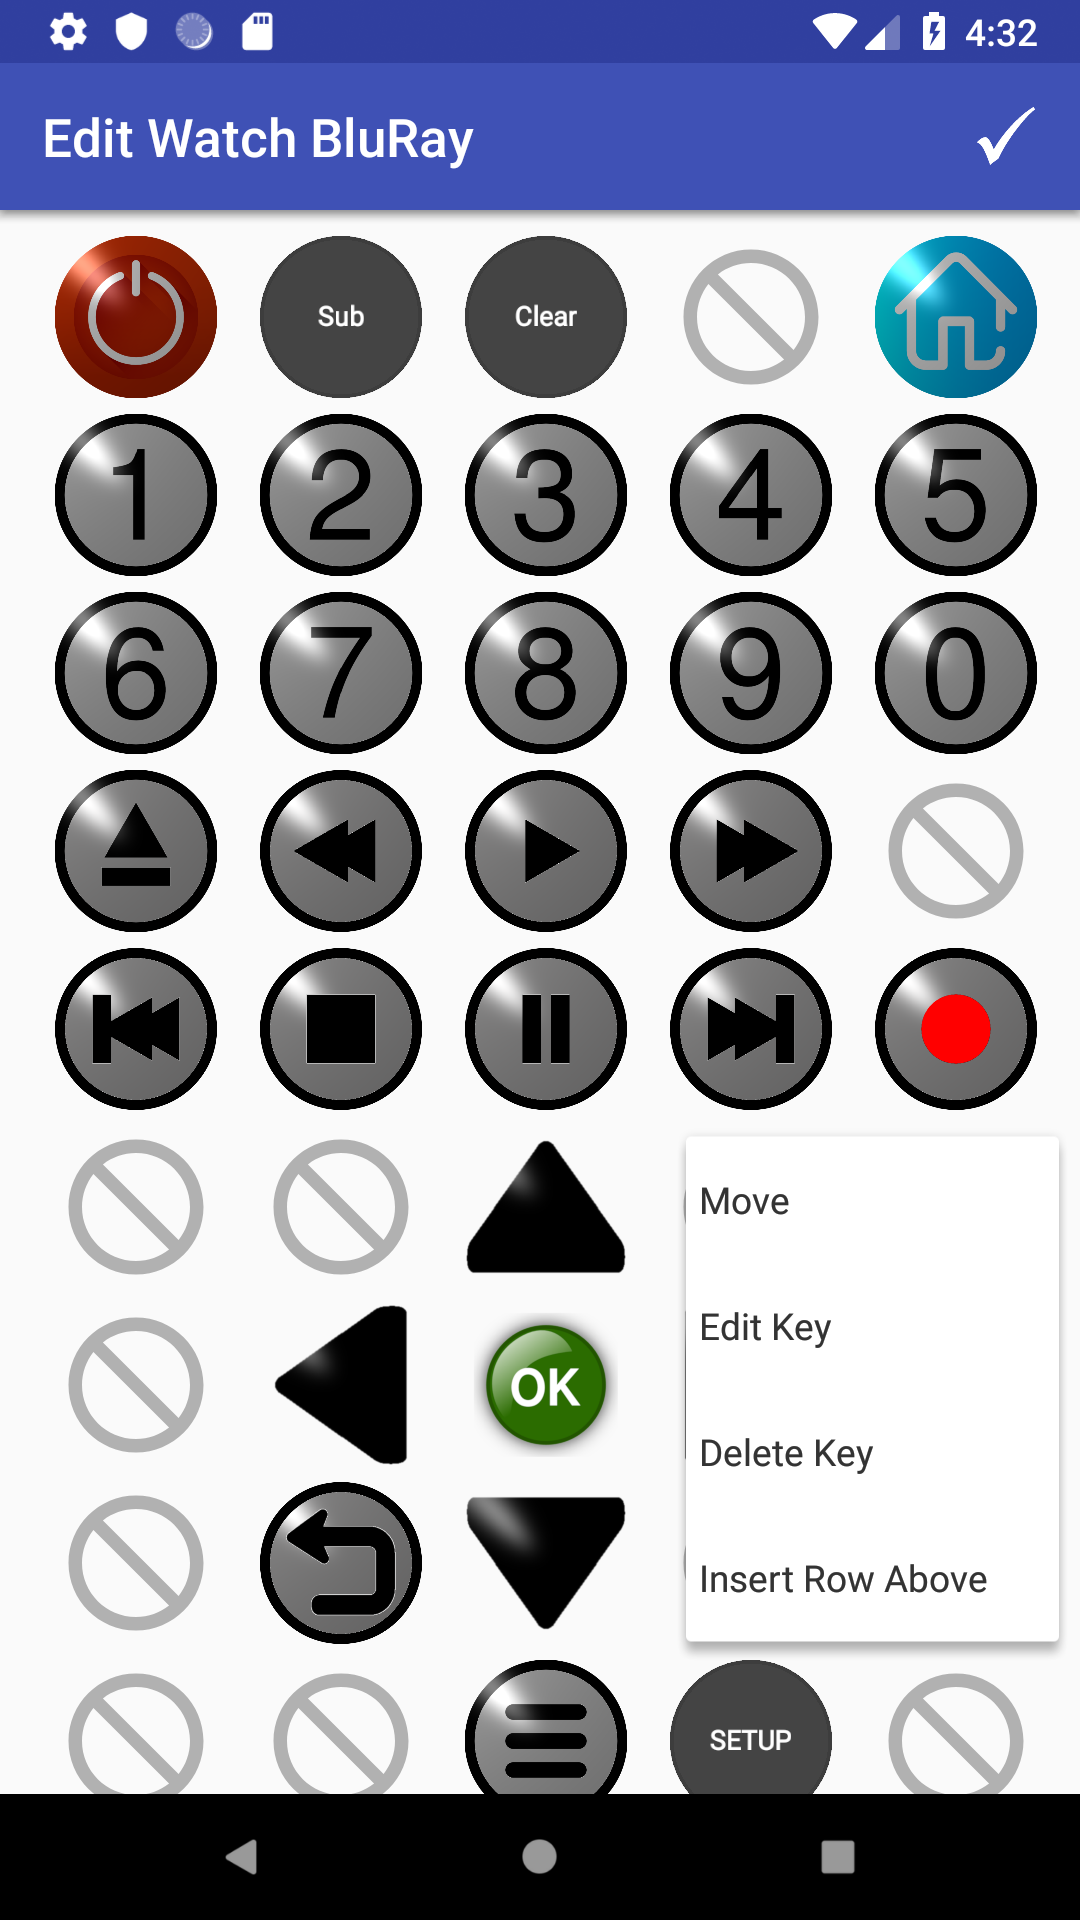 4:32
Edit Watch BluRay
Sub Clear
1 2 3 4 5
6 7 8 9 0
Move
Edit Key
OK
Delete Key
Insert Row Above
SETUP